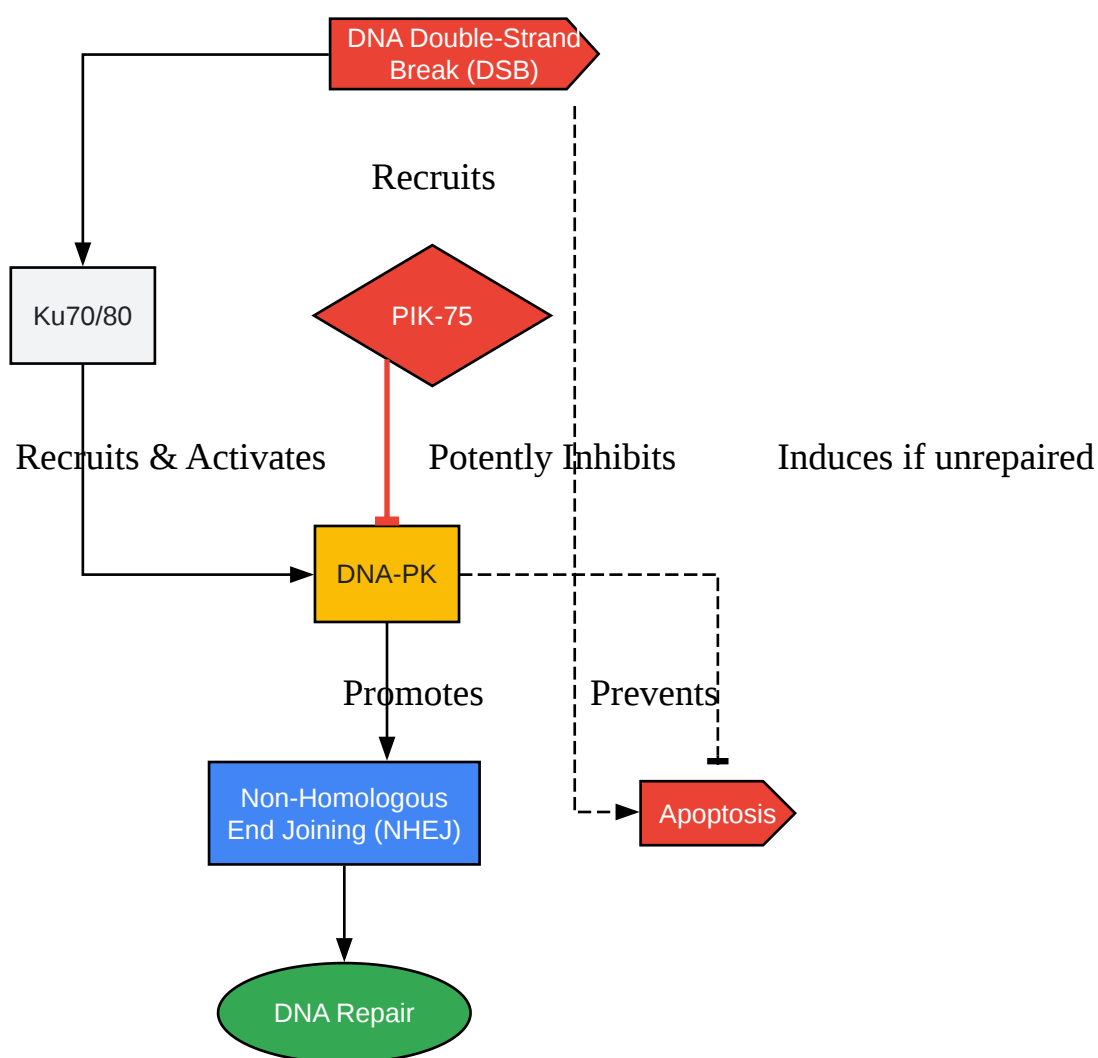 DNA Double-Strand
Break (DSB)
Recruits
Ku70/80
PIK-75
Recruits & Activates
Potently Inhibits
Induces if unrepaired
DNA-PK
Promotes
Prevents
Non-Homologous
End Joining (NHEJ)
Apoptosis
DNA Repair